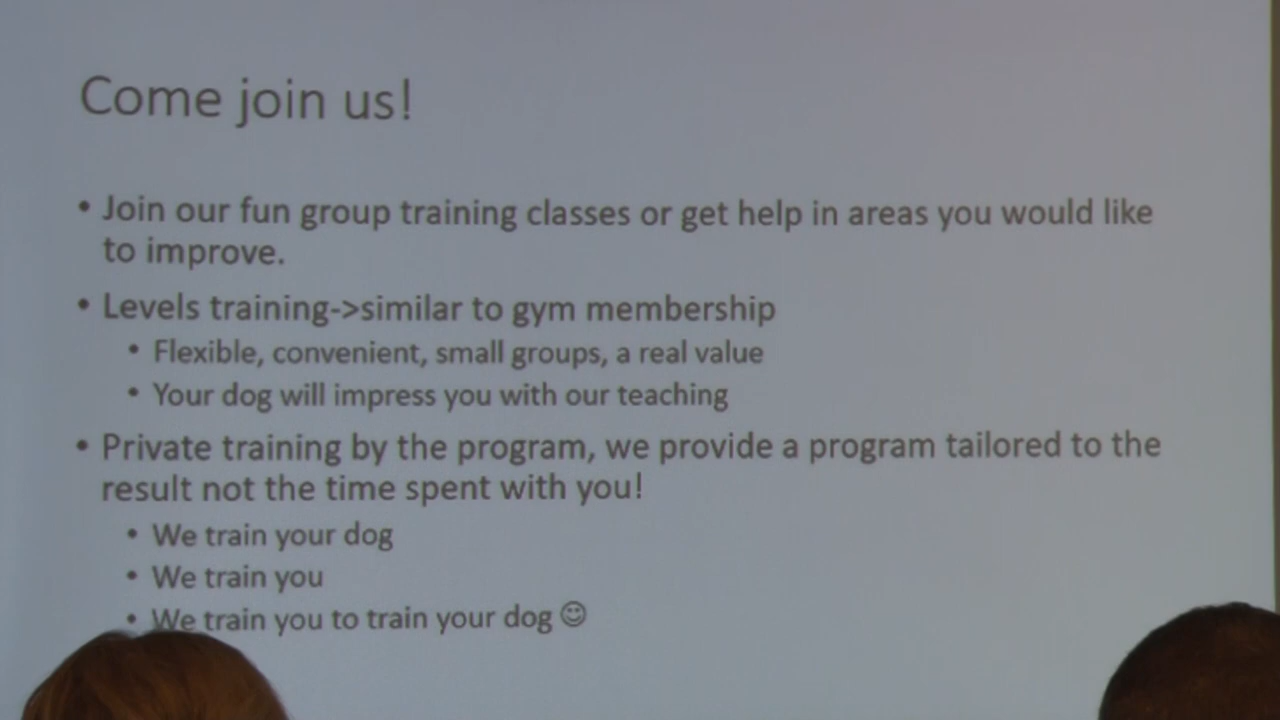 Come join us!
• Join our fun group training classes or get help in areas you would like
to improve.
• Levels training->similar to gym membership
• Flexible, convenient, small groups, a real value
• Your dog will impress you with our teaching
• Private training by the program, we provide a program tailored to the
result not the time spent with you!
• We train your dog
• We train you
• We train you to train your dog ☺